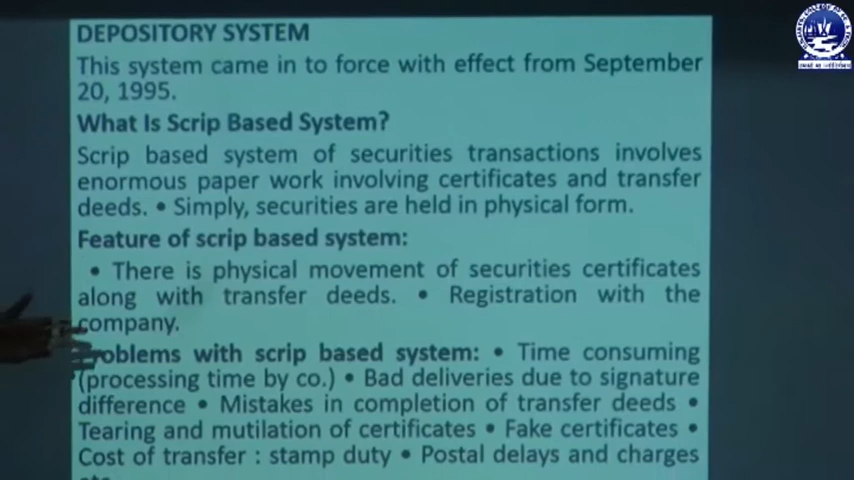 DEPOSITORY SYSTEM
This system came in to force with effect from September
20, 1995.
What Is Scrip Based System?
Scrip based system of securities transactions involves
enormous paper work involving certificates and transfer
deeds. • Simply, securities are held in physical form.
Feature of scrip based system:
• There is physical movement of securities certificates
along with transfer deeds. • Registration with the
company.
Problems with scrip based system: • Time consuming
(processing time by co.) • Bad deliveries due to signature
difference • Mistakes in completion of transfer deeds •
Tearing and mutilation of certificates • Fake certificates •
Cost of transfer : stamp duty • Postal delays and charges